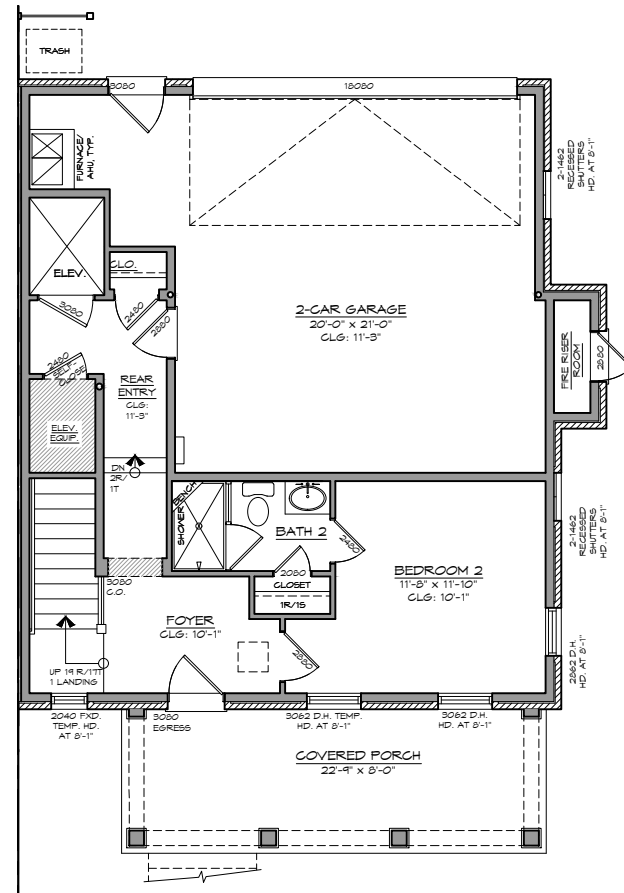 TRASH
3080
18080
FURNACE/
AHU, TYP.
2-1462
RECESSED
SHUTTERS
HD. AT 8'-1"
ELEV.
CLO.
3080
2480
2880
2-CAR GARAGE
20'-0" x 21'-0"
CLG: 11'-3"
FIRE RISER
ROOM
2880
2480
SELF-
CLOSE
REAR
ENTRY
CLG:
11'-3"
ELEV.
EQUIP.
DN
2R/
1T
SHOWER
BENCH
BATH 2
2480
2-1462
RECESSED
SHUTTERS
HD. AT 8'-1"
3080
C.O.
2080
CLOSET
1R/1S
BEDROOM 2
11'-8" x 11'-10"
CLG: 10'-1"
FOYER
CLG: 10'-1"
2880
2862 D.H.
HD. AT 8'-1"
UP 19 R/17T
1 LANDING
2040 FXD.
TEMP. HD.
AT 8'-1"
3080
EGRESS
3062 D.H. TEMP.
HD. AT 8'-1"
3062 D.H.
HD. AT 8'-1"
COVERED PORCH
22'-9" x 8'-0"